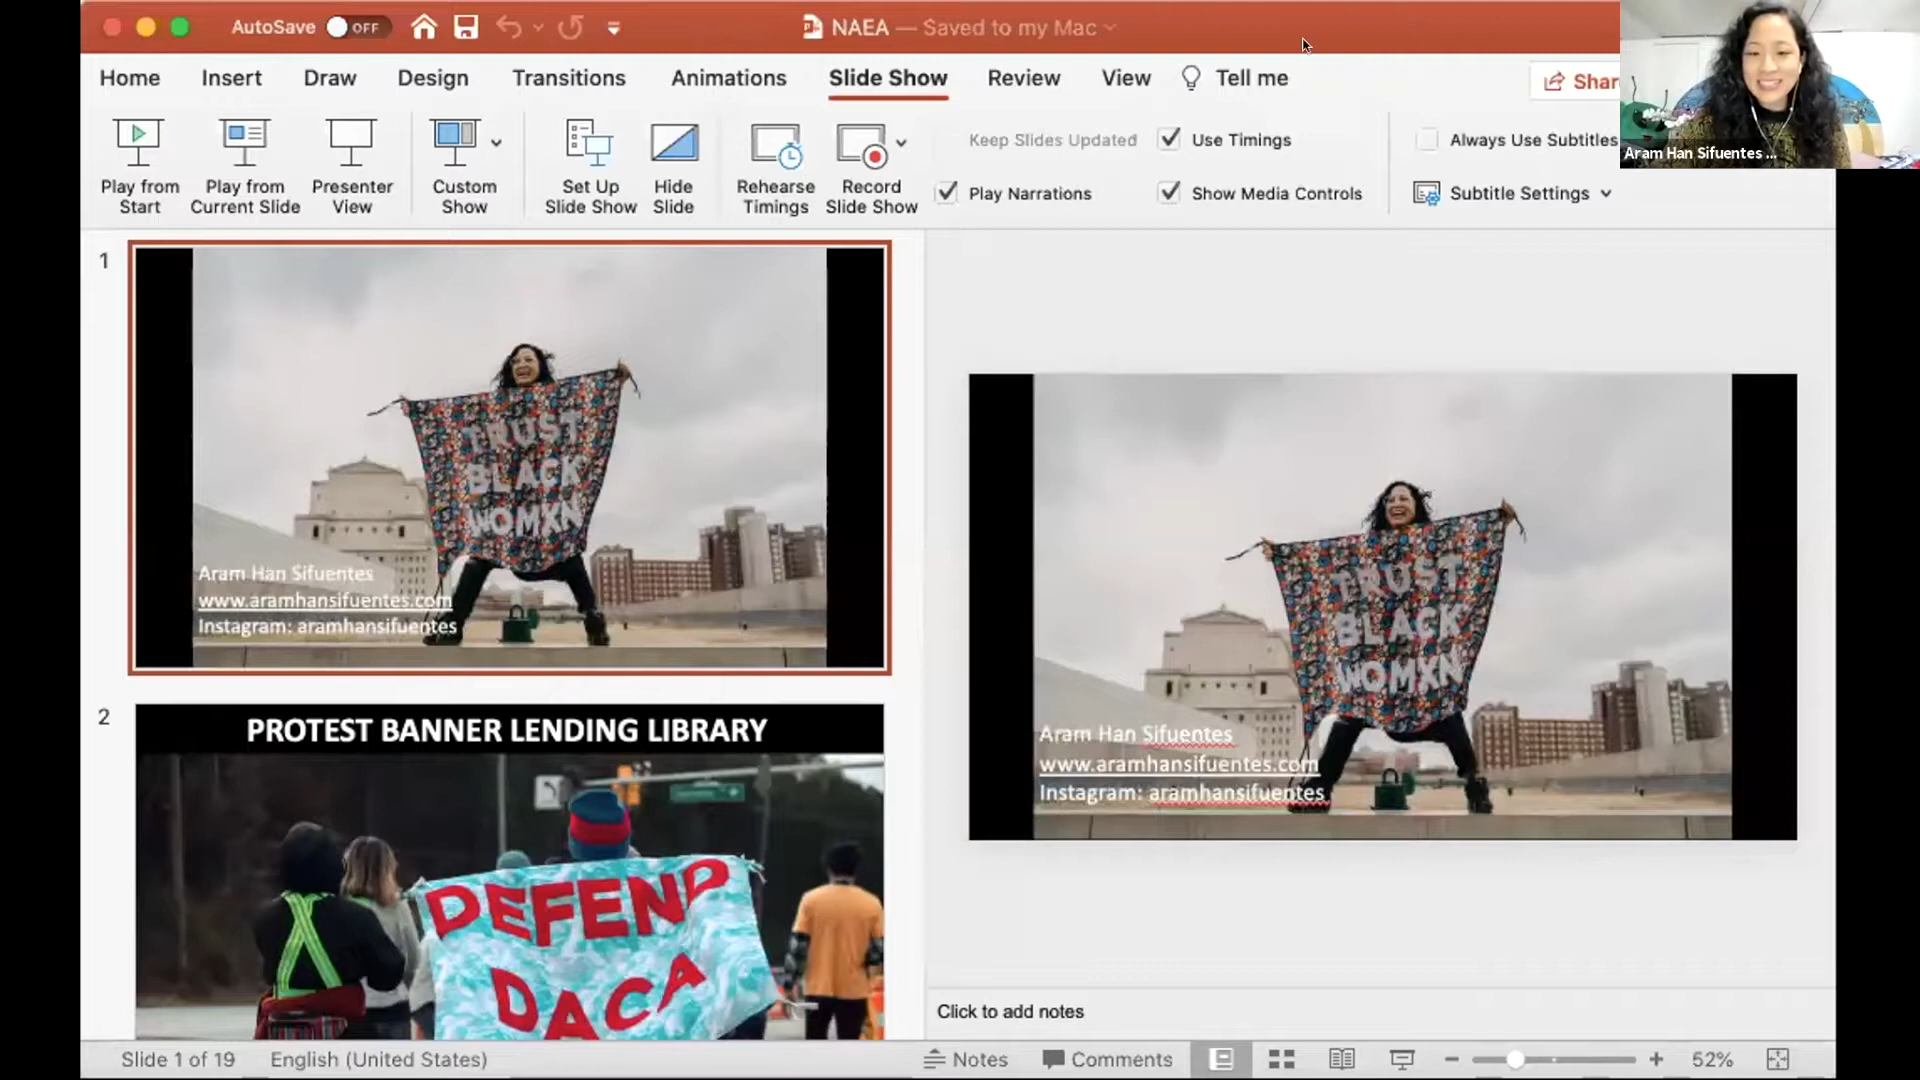 AutoSave OFF
NAEA — Saved to my Mac
Home Insert Draw Design Transitions Animations Slide Show Review View Tell me
Play from Start
Play from Current Slide
Presenter View
Custom Show
Set Up Slide Show
Hide Slide
Rehearse Timings
Record Slide Show
Keep Slides Updated
Use Timings
Play Narrations
Show Media Controls
Always Use Subtitles
Subtitle Settings
Aram Han Sifuentes ...
1
TRUST
BLACK
WOMXN
Aram Han Sifuentes
www.aramhansifuentes.com
Instagram: aramhansifuentes
2
PROTEST BANNER LENDING LIBRARY
DEFEND
DACA
TRUST
BLACK
WOMXN
Aram Han Sifuentes
www.aramhansifuentes.com
Instagram: aramhansifuentes
Click to add notes
Slide 1 of 19 English (United States) Notes Comments 52%